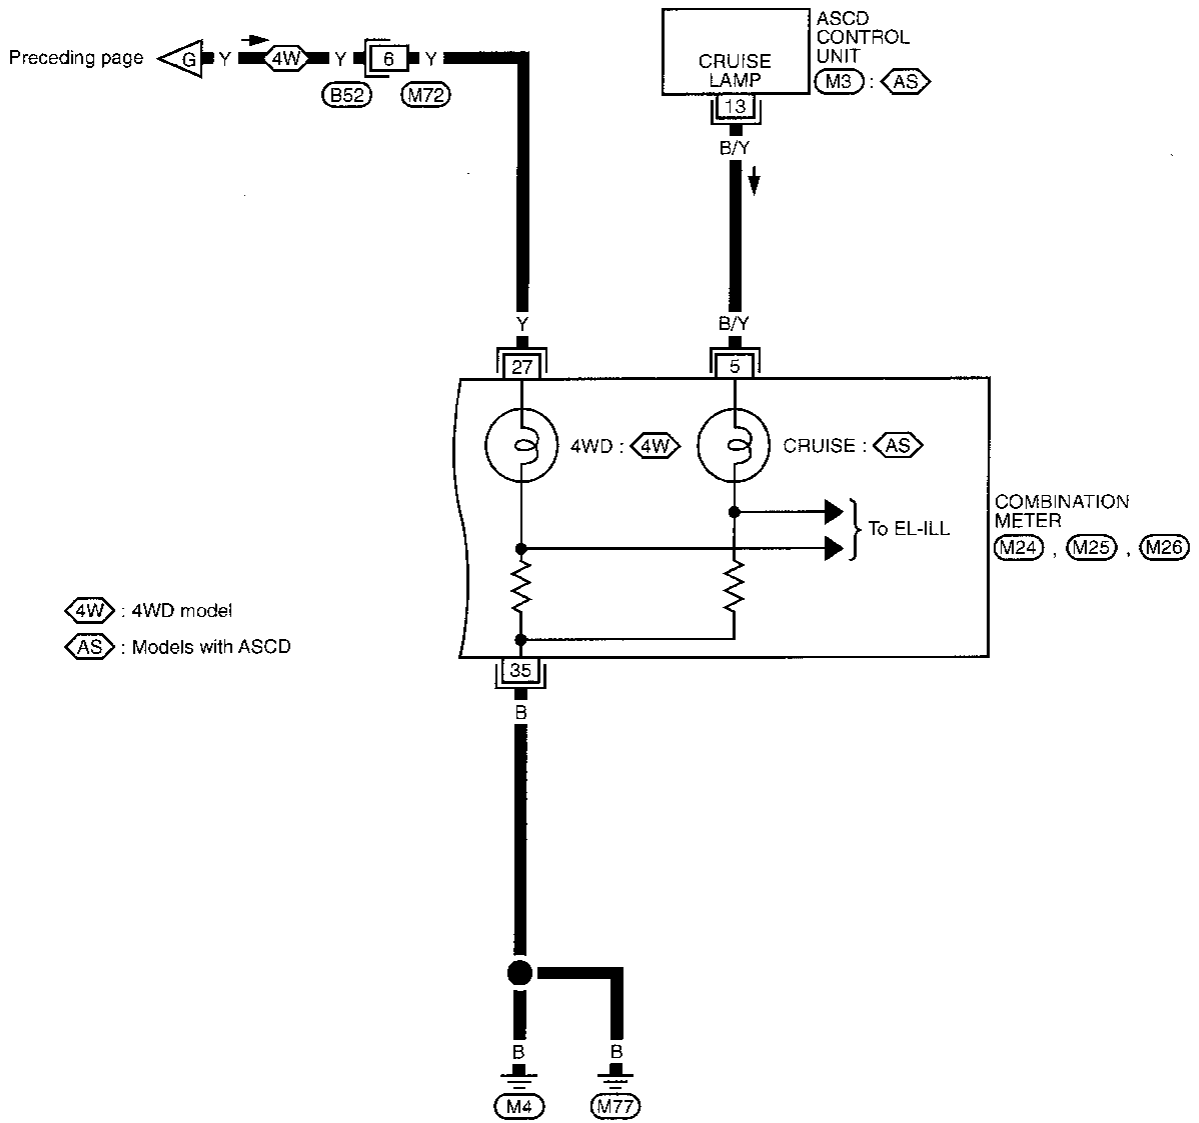 Preceding page
G
Y
4W
Y
6
Y
B52
M72
CRUISE
LAMP
ASCD
CONTROL
UNIT
M3 : AS
13
B/Y
Y
B/Y
27
5
4WD : 4W
CRUISE : AS
To EL-ILL
COMBINATION
METER
M24 , M25 , M26
4W : 4WD model
AS : Models with ASCD
35
B
B
B
M4
M77